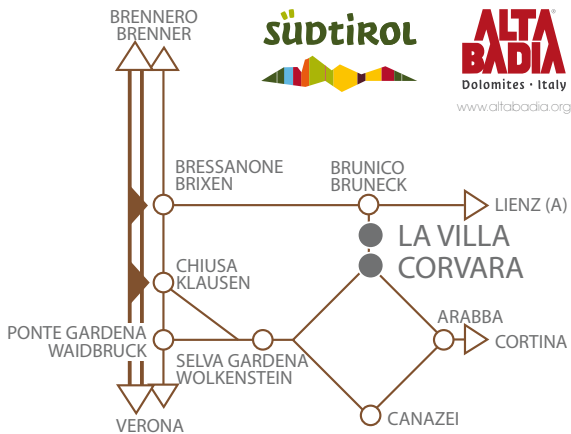 BRENNERO
BRENNER
SÜDTIROL
ALTA
BADIA
Dolomites · Italy
www.altabadia.org
BRESSANONE
BRIXEN
BRUNICO
BRUNECK
LIENZ (A)
LA VILLA
CORVARA
CHIUSA
KLAUSEN
ARABBA
CORTINA
PONTE GARDENA
WAIDBRUCK
SELVA GARDENA
WOLKENSTEIN
CANAZEI
VERONA